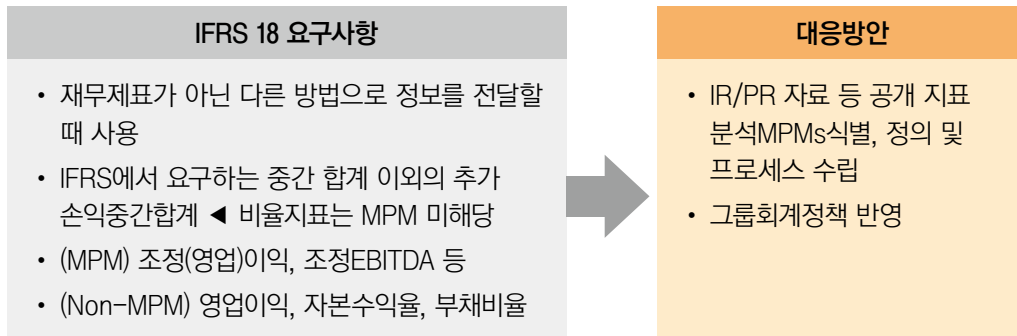 IFRS 18 요구사항
• 재무제표가 아닌 다른 방법으로 정보를 전달할
때 사용
• IFRS에서 요구하는 중간 합계 이외의 추가
손익중간합계 ◀ 비율지표는 MPM 미해당
• (MPM) 조정(영업)이익, 조정EBITDA 등
• (Non-MPM) 영업이익, 자본수익율, 부채비율
대응방안
• IR/PR 자료 등 공개 지표
분석MPMs식별, 정의 및
프로세스 수립
• 그룹회계정책 반영